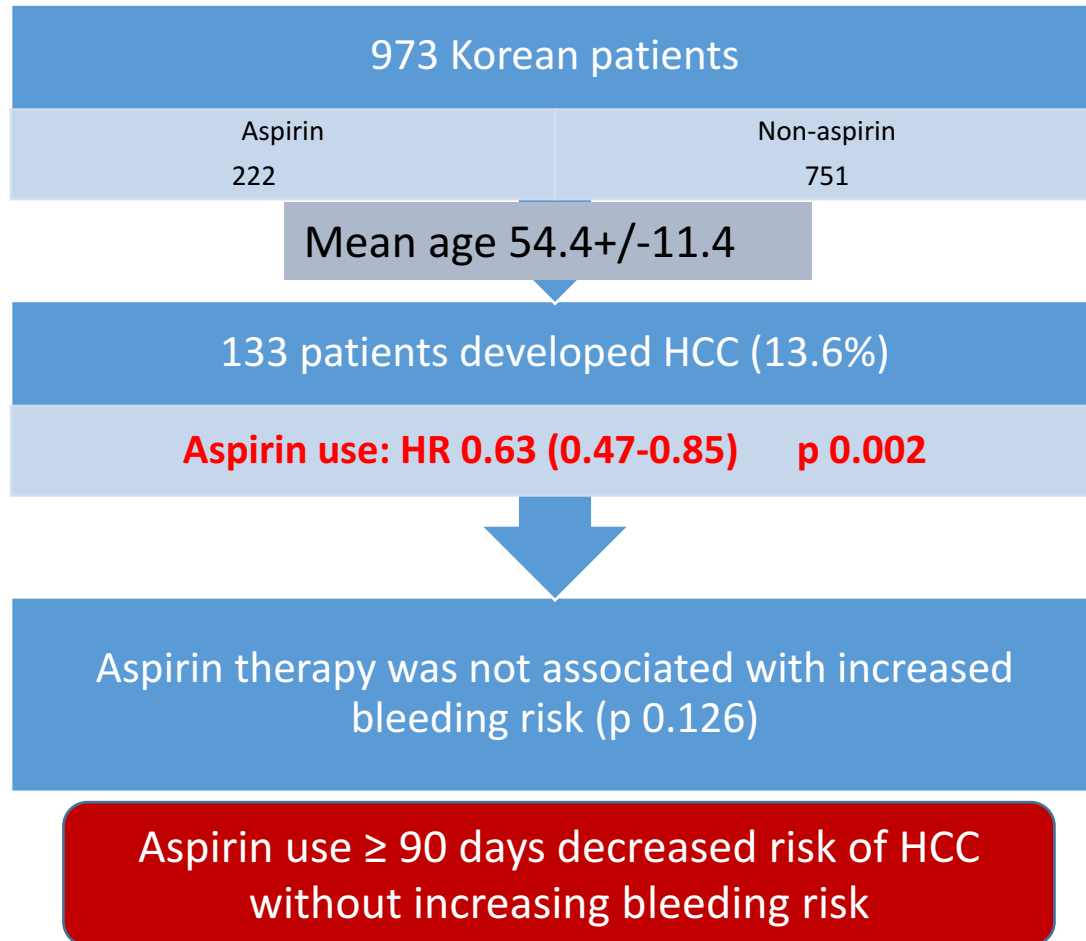 973 Korean patients
Aspirin
Non-aspirin
222
751
Mean age 54.4+/-11.4
133 patients developed HCC (13.6%)
Aspirin use: HR 0.63 (0.47-0.85) p 0.002
Aspirin therapy was not associated with increased
bleeding risk (p 0.126)
Aspirin use ≥ 90 days decreased risk of HCC
without increasing bleeding risk